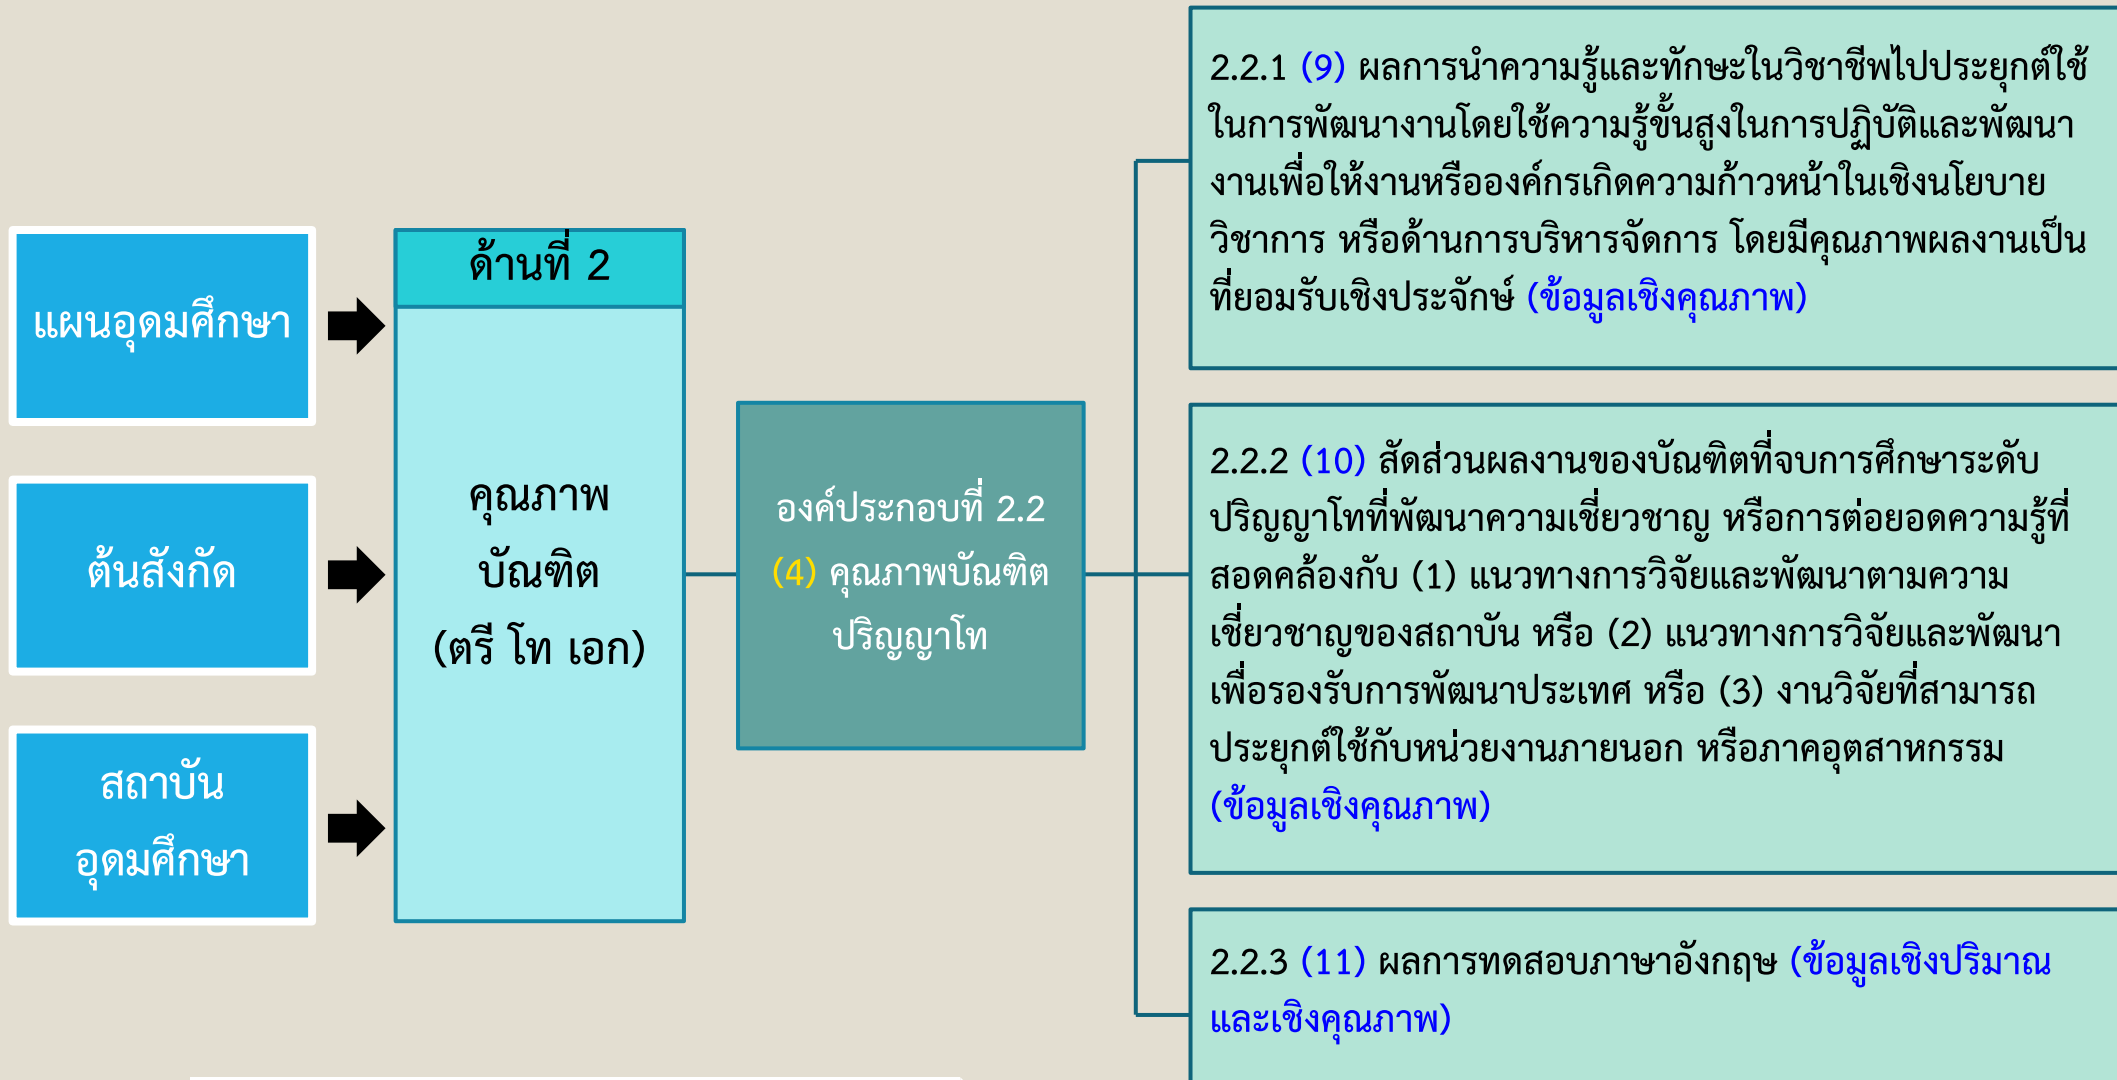 แผนอุดมศึกษา
ต้นสังกัด
สถาบัน
อุดมศึกษา
ด้านที่ 2
คุณภาพ
บัณฑิต
(ตรี โท เอก)
องค์ประกอบที่ 2.2
(4) คุณภาพบัณฑิต
ปริญญาโท
2.2.1 (9) ผลการนำความรู้และทักษะในวิชาชีพไปประยุกต์ใช้
ในการพัฒนางานโดยใช้ความรู้ขั้นสูงในการปฏิบัติและพัฒนา
งานเพื่อให้งานหรือองค์กรเกิดความก้าวหน้าในเชิงนโยบาย
วิชาการ หรือด้านการบริหารจัดการ โดยมีคุณภาพผลงานเป็น
ที่ยอมรับเชิงประจักษ์ (ข้อมูลเชิงคุณภาพ)
2.2.2 (10) สัดส่วนผลงานของบัณฑิตที่จบการศึกษาระดับ
ปริญญาโทที่พัฒนาความเชี่ยวชาญ หรือการต่อยอดความรู้ที่
สอดคล้องกับ (1) แนวทางการวิจัยและพัฒนาตามความ
เชี่ยวชาญของสถาบัน หรือ (2) แนวทางการวิจัยและพัฒนา
เพื่อรองรับการพัฒนาประเทศ หรือ (3) งานวิจัยที่สามารถ
ประยุกต์ใช้กับหน่วยงานภายนอก หรือภาคอุตสาหกรรม
(ข้อมูลเชิงคุณภาพ)
2.2.3 (11) ผลการทดสอบภาษาอังกฤษ (ข้อมูลเชิงปริมาณ
และเชิงคุณภาพ)